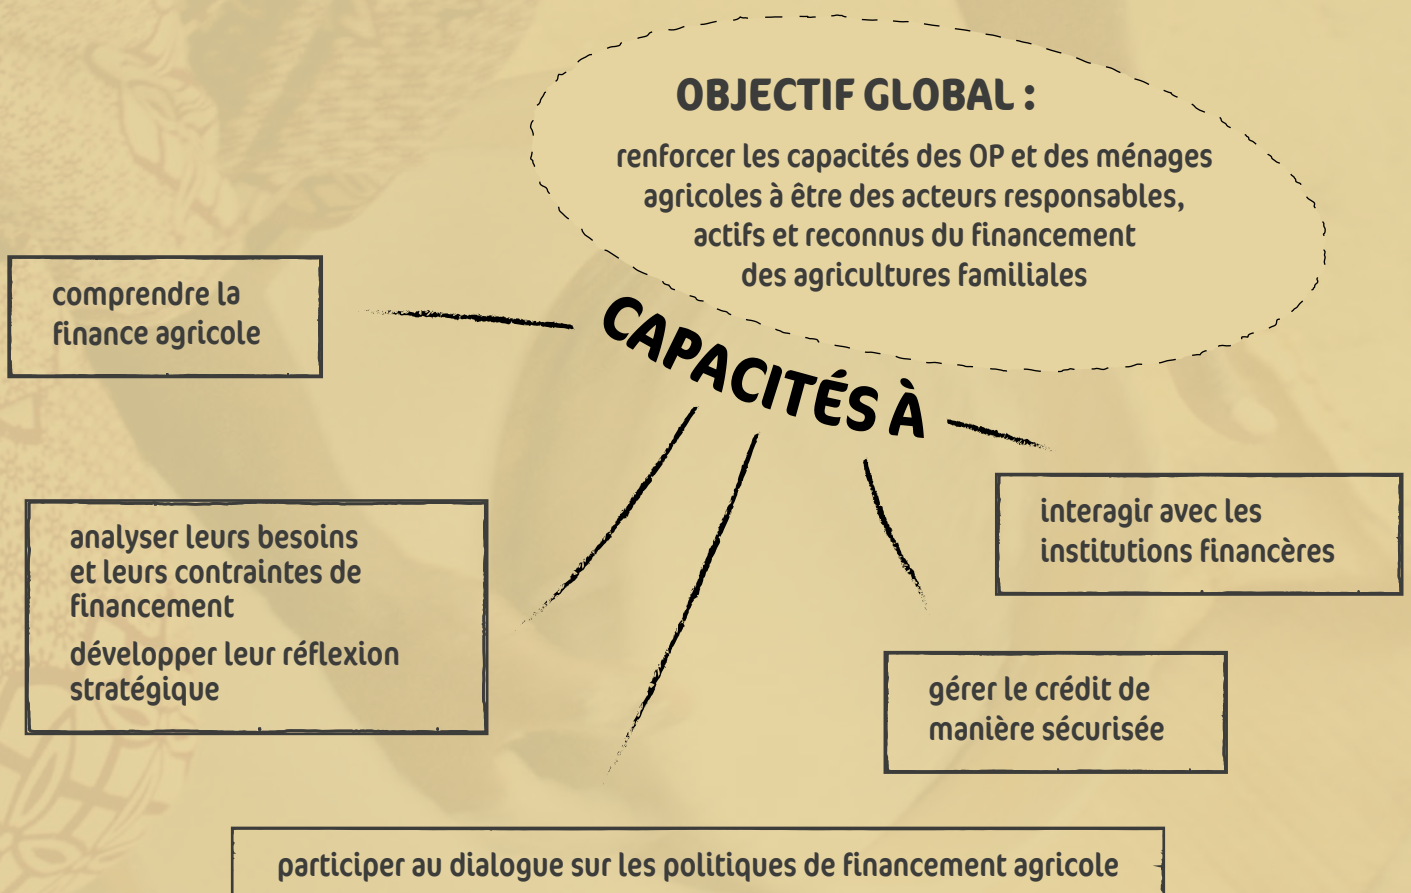 OBJECTIF GLOBAL :
renforcer les capacités des OP et des ménages
agricoles à être des acteurs responsables,
actifs et reconnus du financement
des agricultures familiales
CAPACITÉS À
comprendre la
finance agricole
analyser leurs besoins
et leurs contraintes de
financement
développer leur réflexion
stratégique
participer au dialogue sur les politiques de financement agricole
gérer le crédit de
manière sécurisée
interagir avec les
institutions financères